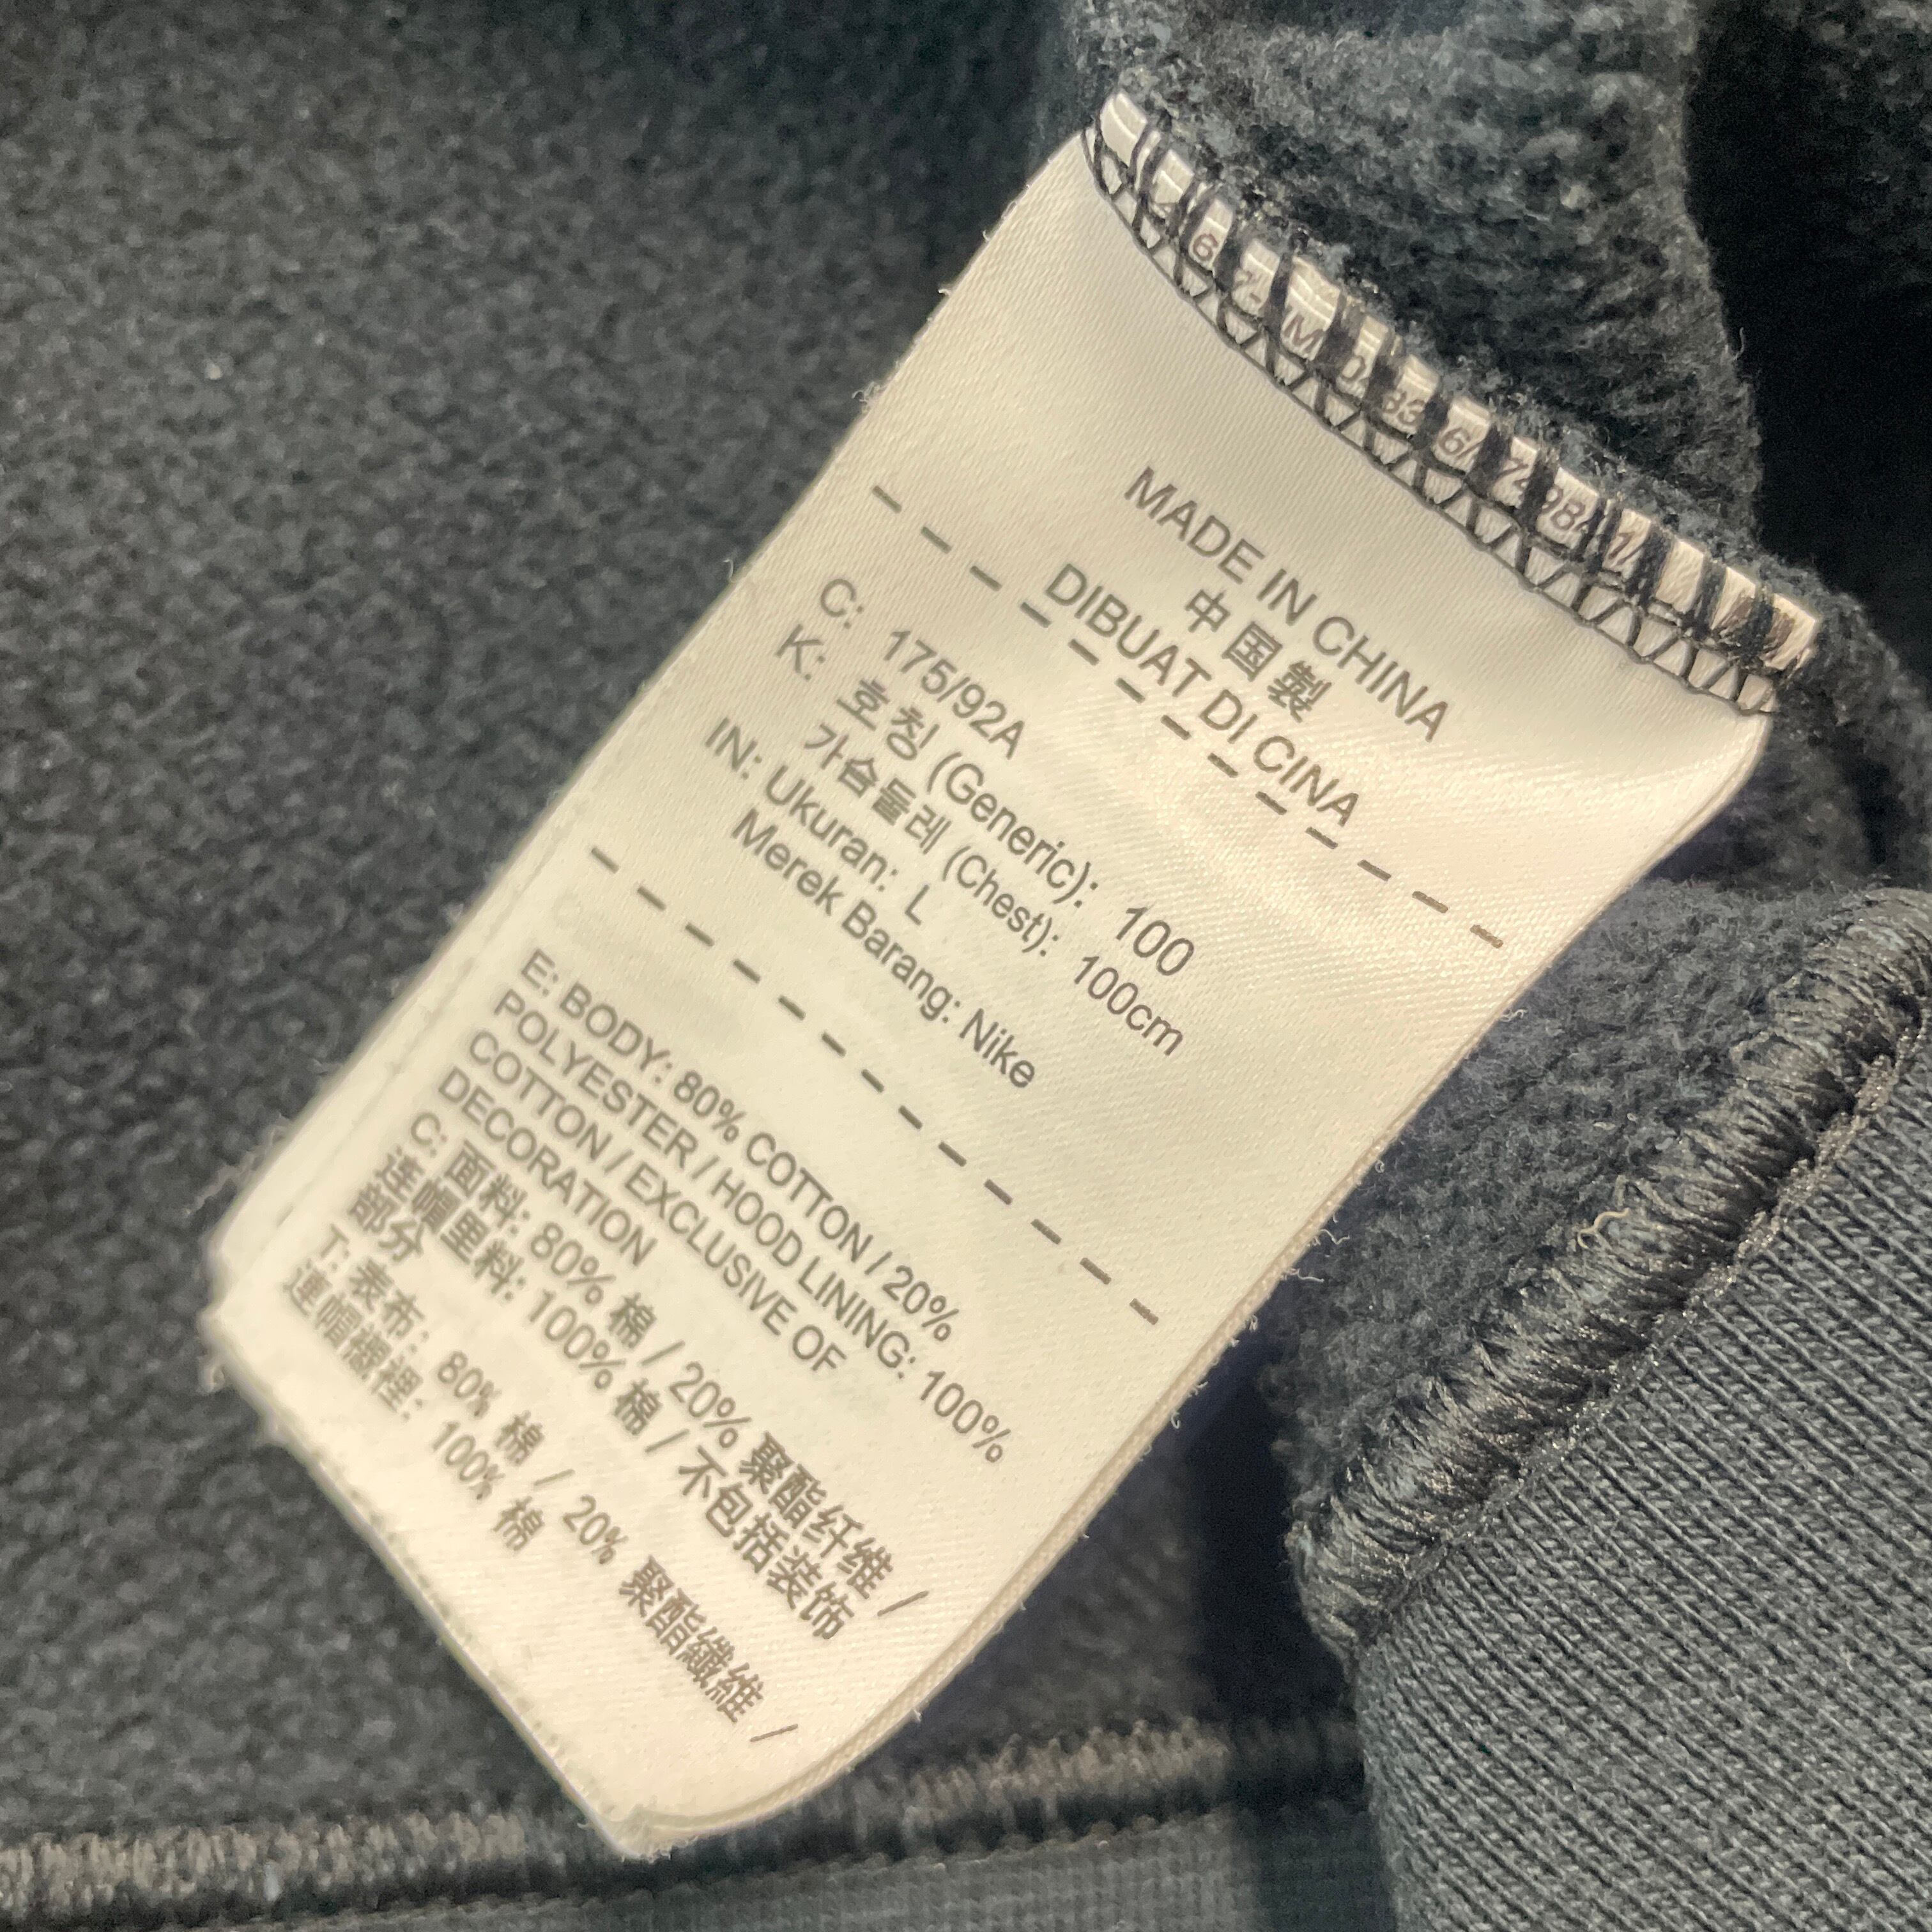 MADE IN CHINA
中国製
DIBUAT DI CINA
C: 175/92A
K: 호칭 (Generic): 100
가슴둘레 (Chest): 100cm
IN: Ukuran: L
Merek Barang: Nike
E: BODY: 80% COTTON / 20%
POLYESTER / HOOD LINING: 100%
COTTON / EXCLUSIVE OF
DECORATION
C: 面料: 80% 棉 / 20% 聚酯纤维 /
连帽里料: 100% 棉 / 不包括装饰
部分
T: 表布: 80% 棉 / 20% 聚酯纖維 /
連帽襯裡: 100% 棉